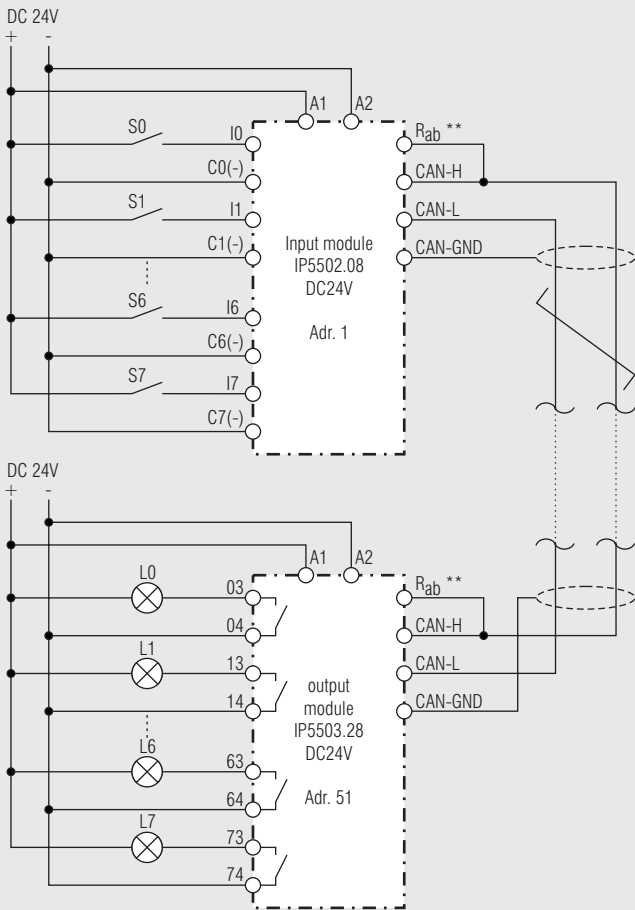 DC 24V
+ -
A1 A2
S0 I0
Rab **
C0(-)
CAN-H
S1 I1
CAN-L
C1(-)
CAN-GND
Input module
IP5502.08
DC24V
S6 I6
Adr. 1
C6(-)
S7 I7
C7(-)
DC 24V
+ -
A1 A2
L0 03
Rab **
04
CAN-H
L1 13
CAN-L
14
CAN-GND
output
module
IP5503.28
DC24V
L6 63
64
Adr. 51
L7 73
74